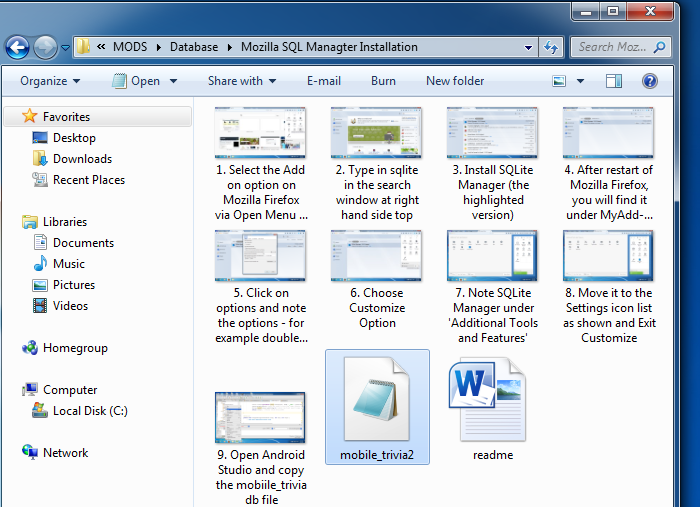 « MODS ▸ Database ▸ Mozilla SQL Managter Installation
Search Moz...
Organize
Open
Share with
E-mail
Burn
New folder
Favorites
Desktop
Downloads
Recent Places
Libraries
Documents
Music
Pictures
Videos
Homegroup
Computer
Local Disk (C:)
Network
1. Select the Add
on option on
Mozilla Firefox
via Open Menu ...
2. Type in sqlite
in the search
window at right
hand side top
3. Install SQLite
Manager (the
highlighted
version)
4. After restart of
Mozilla Firefox,
you will find it
under MyAdd-...
5. Click on
options and note
the options - for
example double...
6. Choose
Customize
Option
7. Note SQLite
Manager under
'Additional Tools
and Features'
8. Move it to the
Settings icon list
as shown and Exit
Customize
9. Open Android
Studio and copy
the mobiile_trivia
db file
mobile_trivia2
W
readme